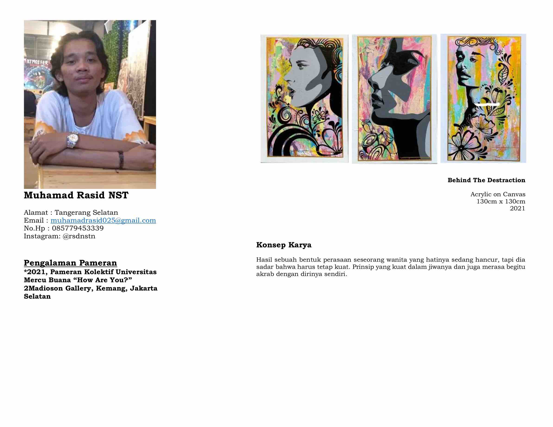 Muhamad Rasid NST
Alamat : Tangerang Selatan
Email : muhamadrasid025@gmail.com
No.Hp : 085779453339
Instagram: @rsdnstn
Pengalaman Pameran
*2021, Pameran Kolektif Universitas
Mercu Buana “How Are You?”
2Madioson Gallery, Kemang, Jakarta
Selatan
Behind The Destraction
Acrylic on Canvas
130cm x 130cm
2021
Konsep Karya
Hasil sebuah bentuk perasaan seseorang wanita yang hatinya sedang hancur, tapi dia
sadar bahwa harus tetap kuat. Prinsip yang kuat dalam jiwanya dan juga merasa begitu
akrab dengan dirinya sendiri.